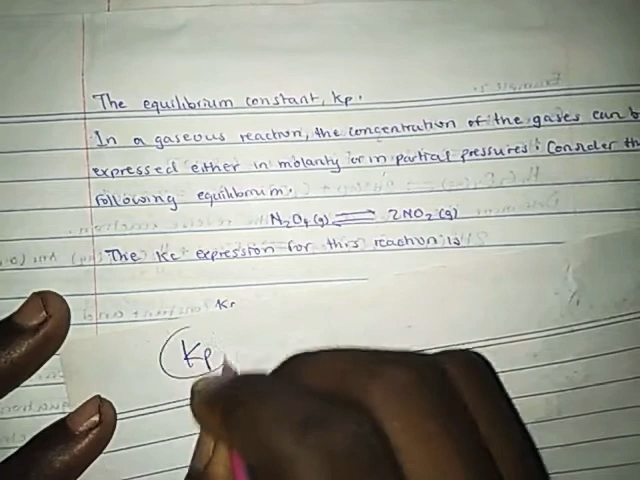 The equilibrium constant, Kp.
In a gaseous reaction, the concentration of the gases can b
expressed either in molarity or in partial pressures. Consider th
following equilibrium.
N₂O₄(g) ⇌ 2NO₂(g)
The Kc expression for this reaction is
Kc
Kp